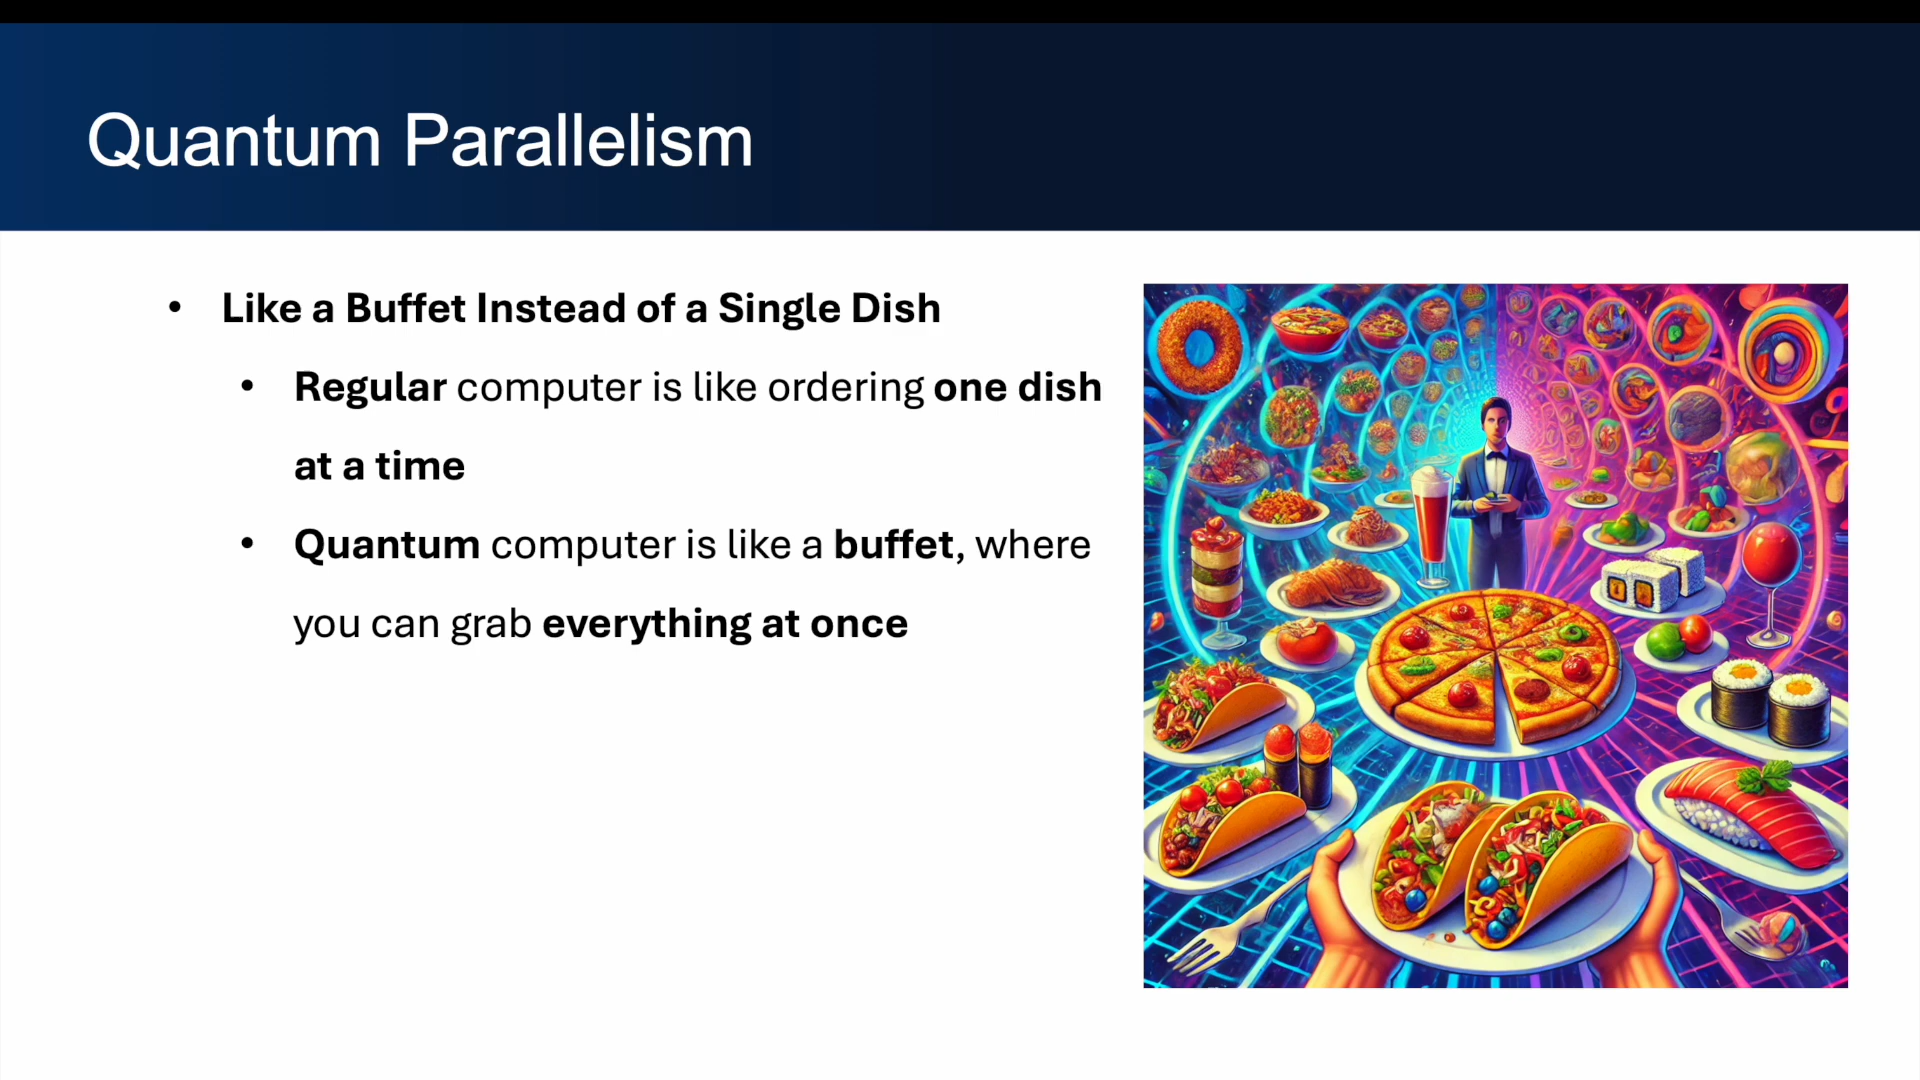 Quantum Parallelism
• Like a Buffet Instead of a Single Dish
• Regular computer is like ordering one dish
at a time
• Quantum computer is like a buffet, where
you can grab everything at once